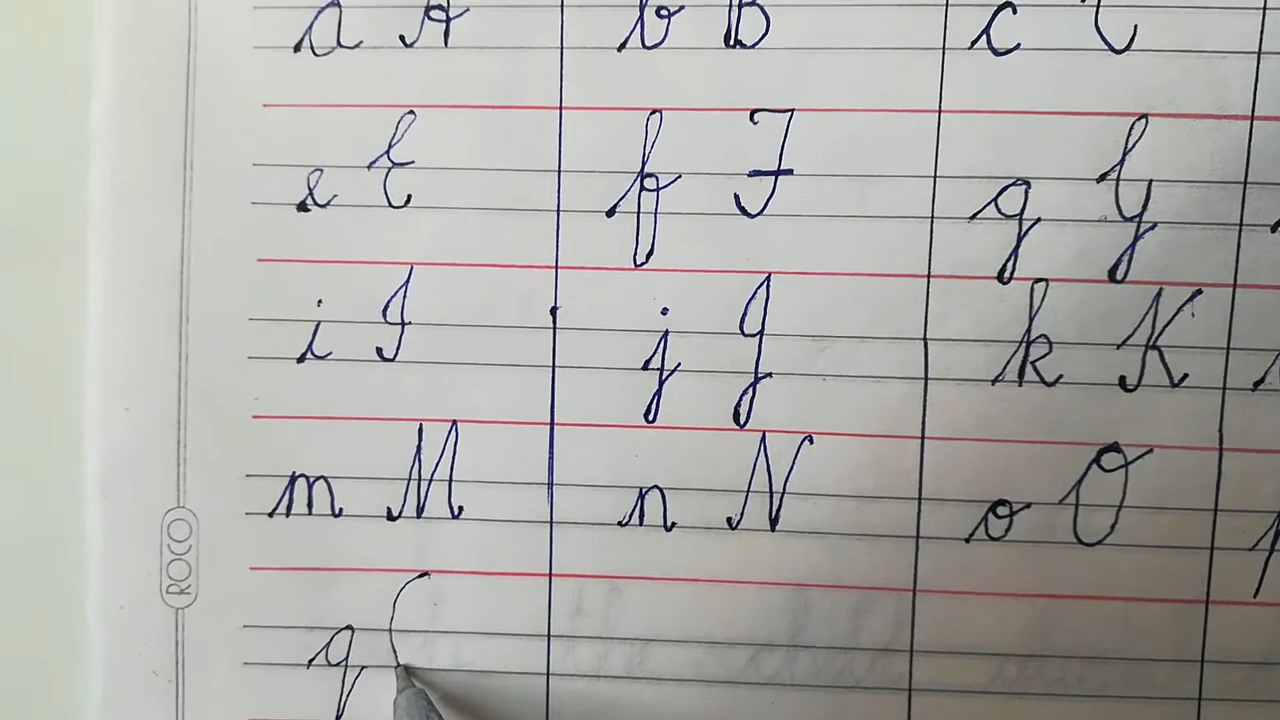 a A b B c C
e E f F g G
i I j J k K
m M n N o O p
q
ROCO